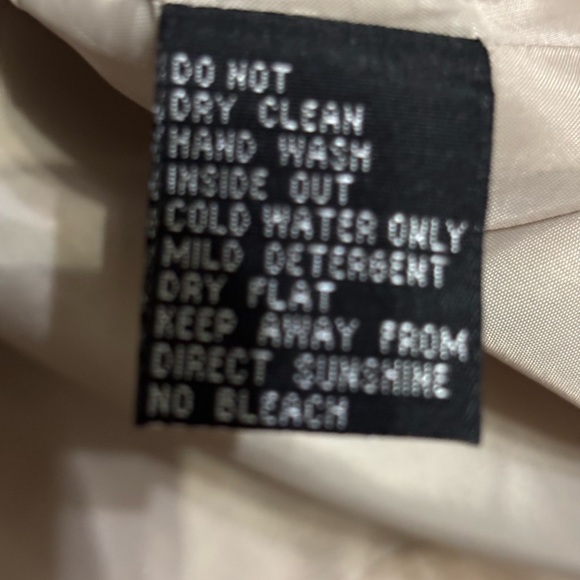 DO NOT
DRY CLEAN
HAND WASH
INSIDE OUT
COLD WATER ONLY
MILD DETERGENT
DRY FLAT
KEEP AWAY FROM
DIRECT SUNSHINE
NO BLEACH